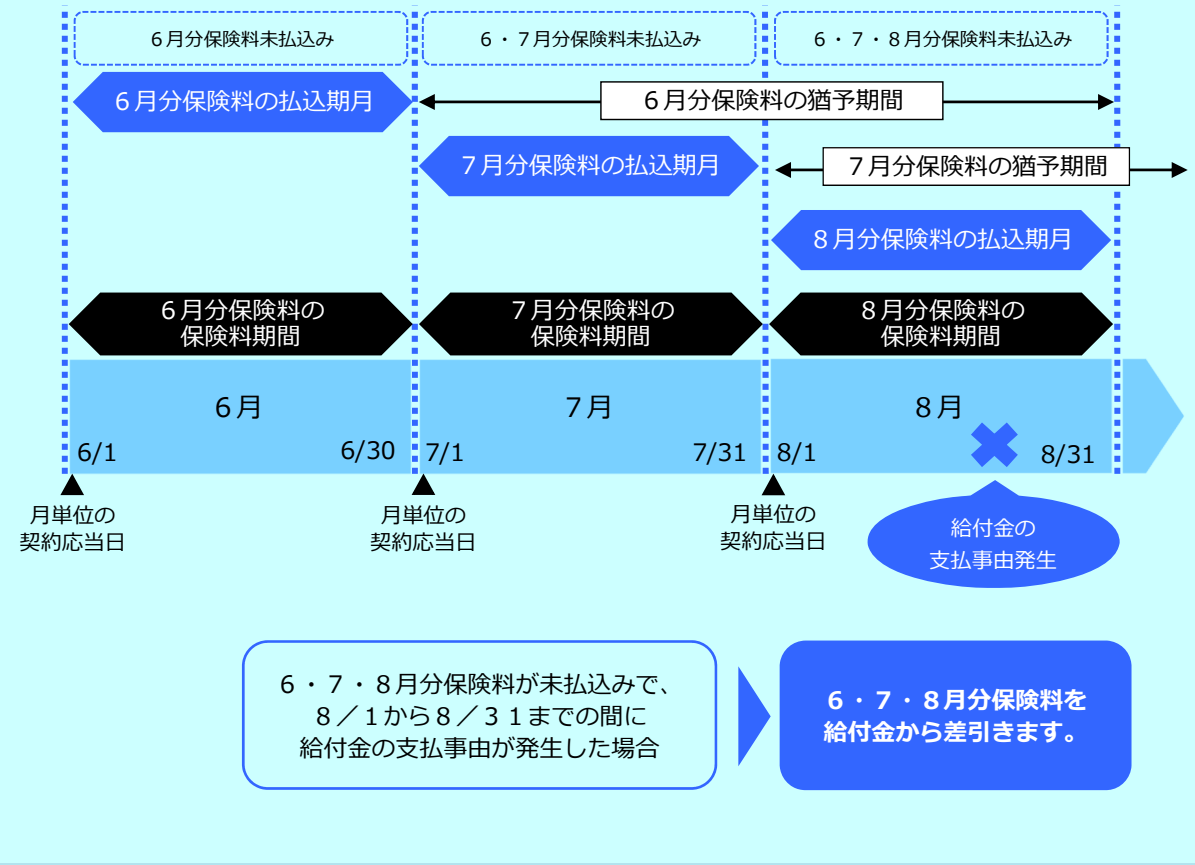 6月分保険料未払込み
6・7月分保険料未払込み
6・7・8月分保険料未払込み
6月分保険料の払込期月
6月分保険料の猶予期間
7月分保険料の払込期月
7月分保険料の猶予期間
8月分保険料の払込期月
6月分保険料の
保険料期間
7月分保険料の
保険料期間
8月分保険料の
保険料期間
6月
7月
8月
6/1
6/30
7/1
7/31
8/1
8/31
月単位の
契約応当日
月単位の
契約応当日
月単位の
契約応当日
給付金の
支払事由発生
6・7・8月分保険料が未払込みで、
8/1から8/31までの間に
給付金の支払事由が発生した場合
6・7・8月分保険料を
給付金から差引きます。